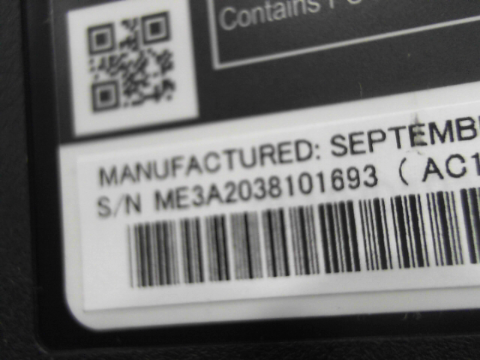 Contains
MANUFACTURED: SEPTEMB
S/N ME3A2038101693 ( AC1